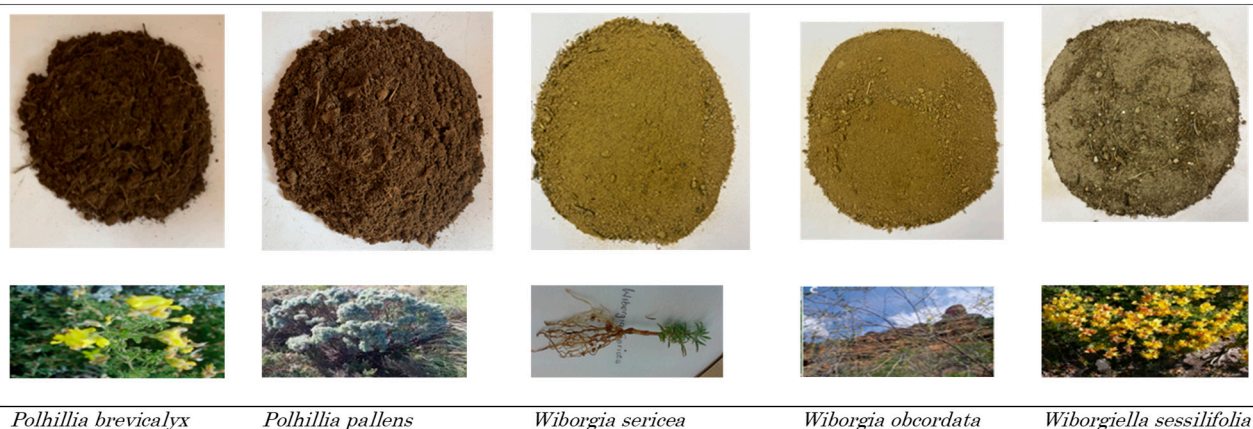 Polhillia brevicalyx
Polhillia pallens
Wiborgia sericea
Wiborgia obcordata
Wiborgiella sessilifolia